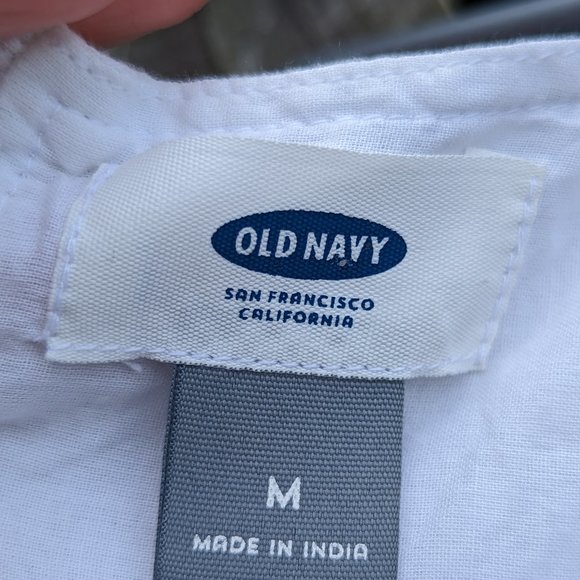 OLD NAVY
SAN FRANCISCO
CALIFORNIA
M
MADE IN INDIA